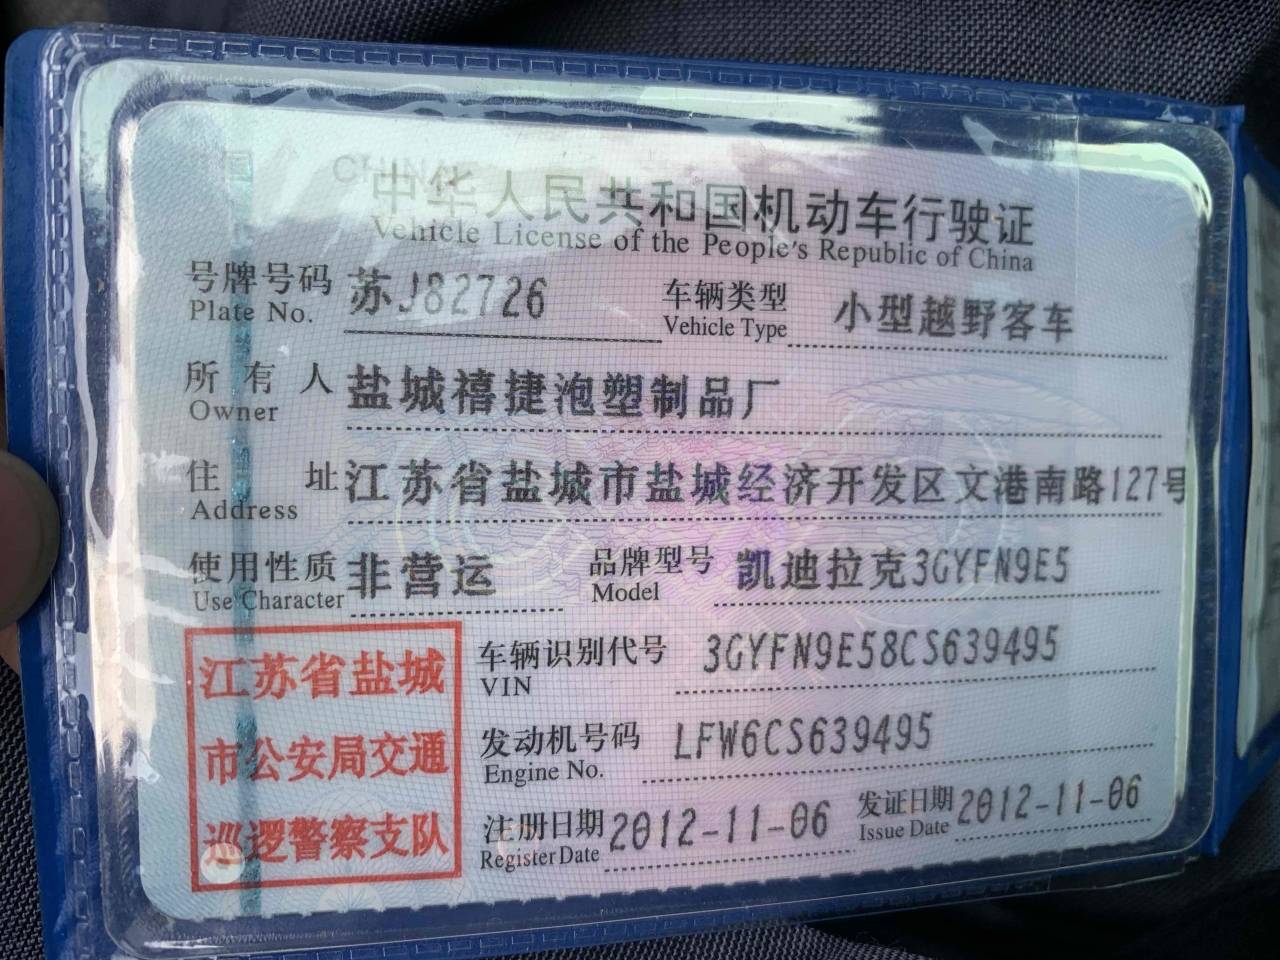 中华人民共和国机动车行驶证
Vehicle License of the People's Republic of China
号牌号码 苏J82726 车辆类型 小型越野客车
Plate No. Vehicle Type
所有人 盐城禧捷泡塑制品厂
Owner
住址 江苏省盐城市盐城经济开发区文港南路127号
Address
使用性质 非营运 品牌型号 凯迪拉克3GYFN9E5
Use Character Model
江苏省盐城
市公安局交通
巡逻警察支队
车辆识别代号 3GYFN9E58CS639495
VIN
发动机号码 LFW6CS639495
Engine No.
注册日期 2012-11-06 发证日期 2012-11-06
Register Date Issue Date